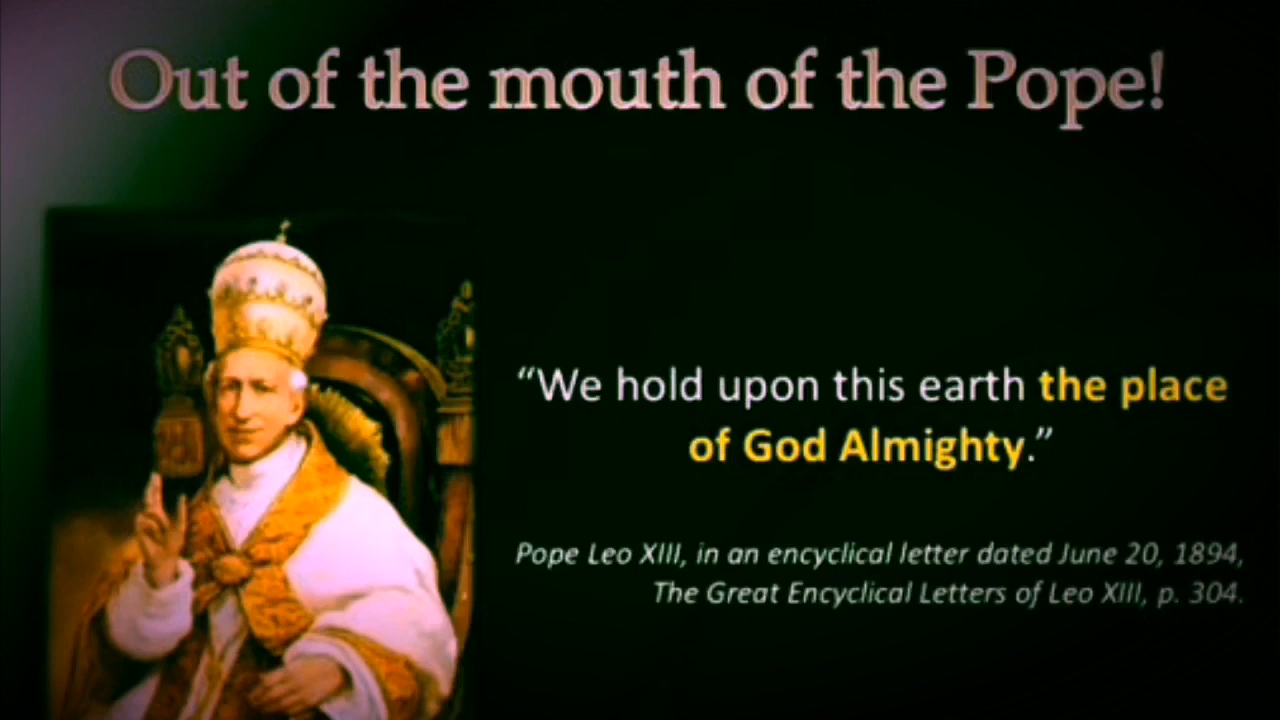 Out of the mouth of the Pope!
“We hold upon this earth the place
of God Almighty.”
Pope Leo XIII, in an encyclical letter dated June 20, 1894,
The Great Encyclical Letters of Leo XIII, p. 304.